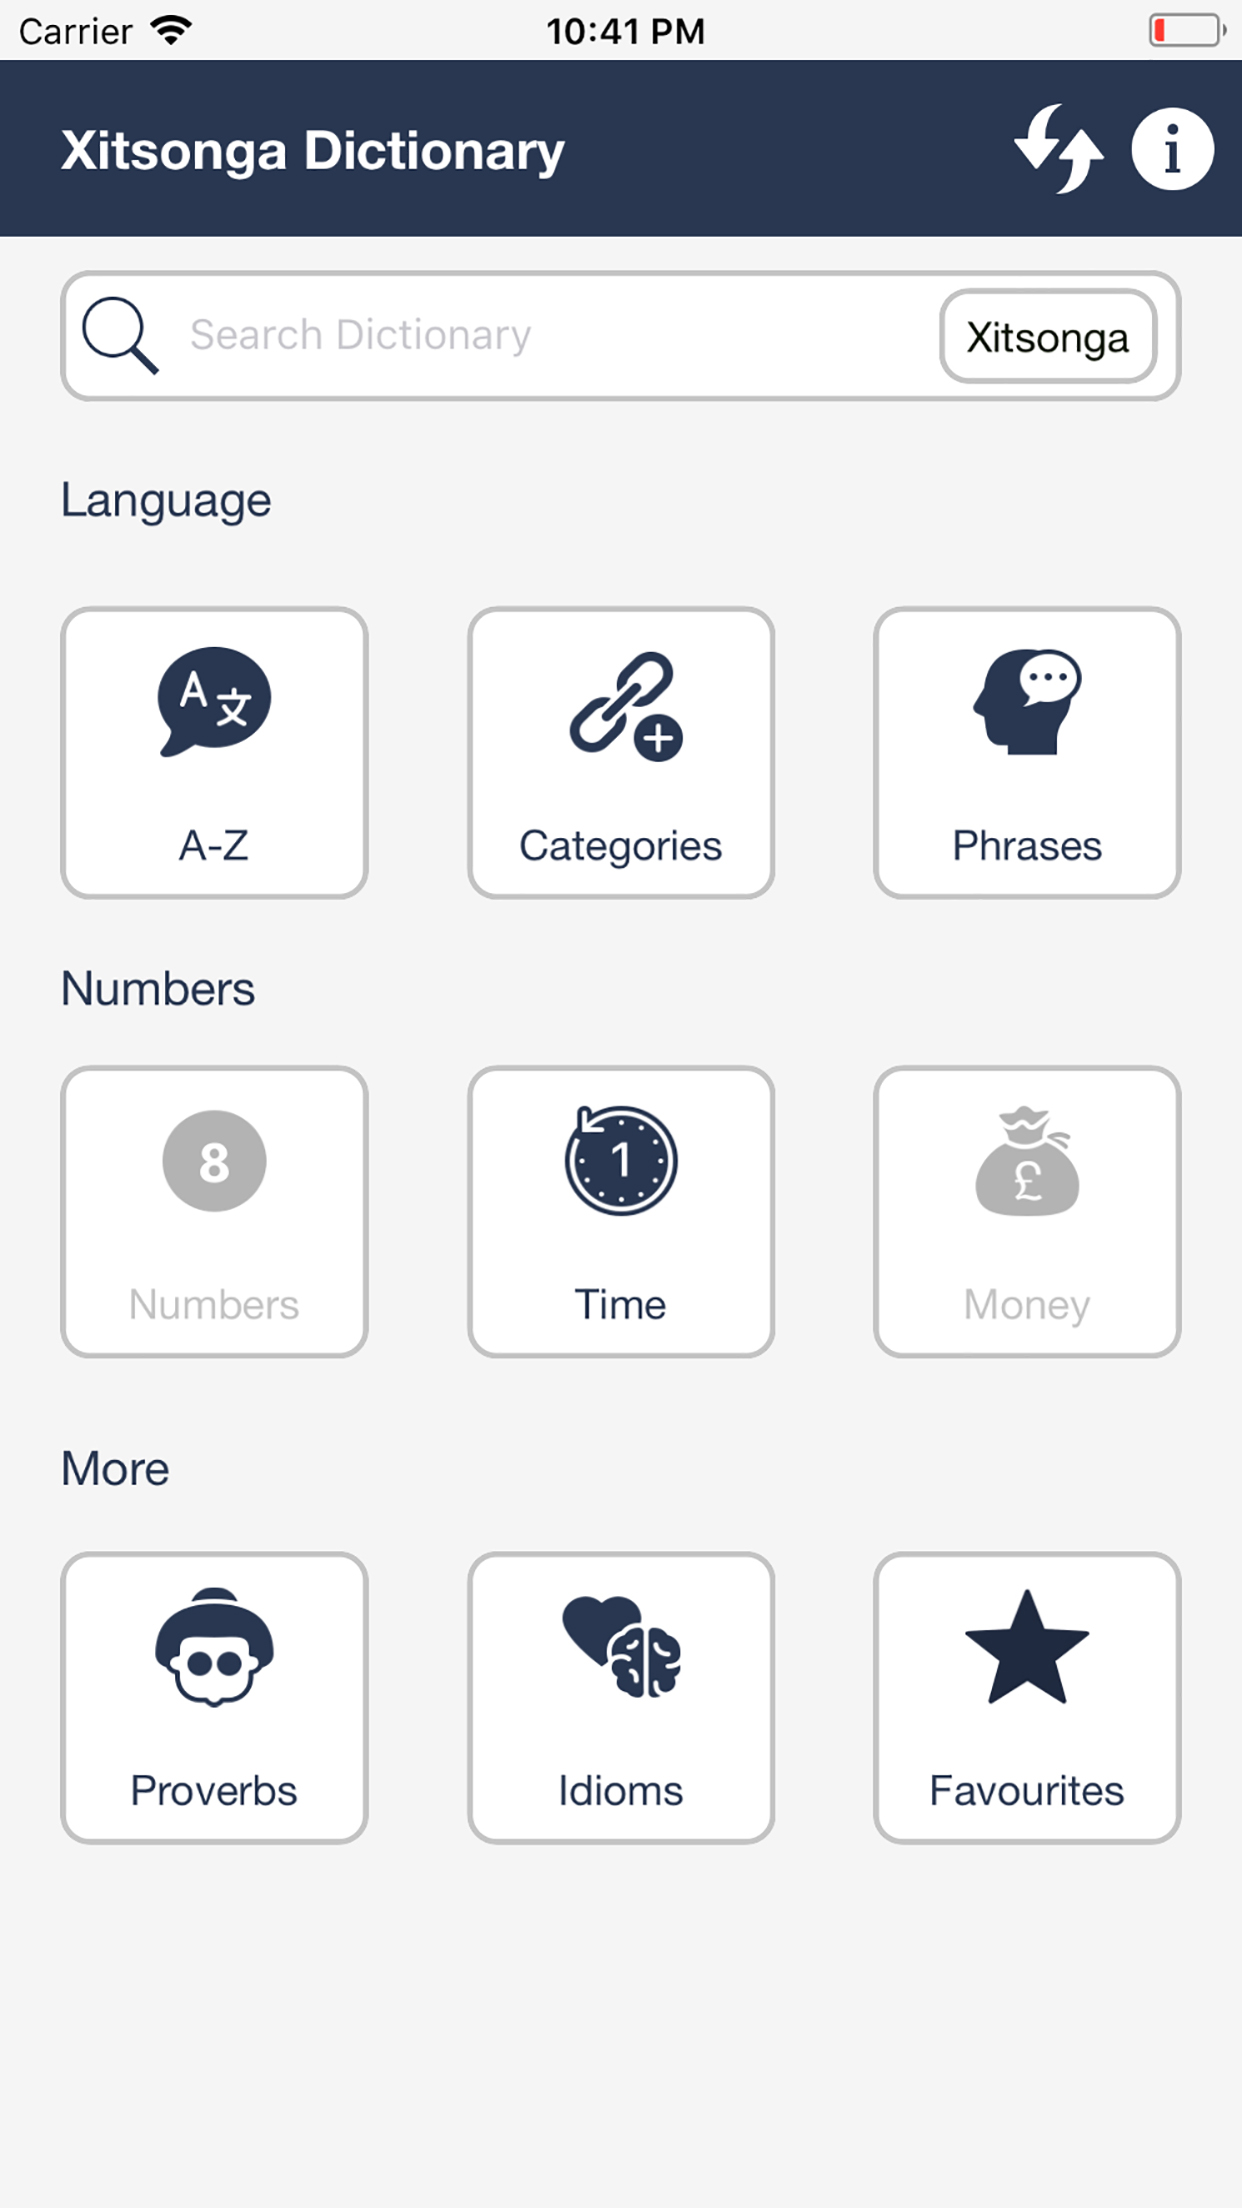 Carrier 10:41 PM
Xitsonga Dictionary i
Search Dictionary Xitsonga
Language
A 文
A-Z Categories Phrases
Numbers
8 1 £
Numbers Time Money
More
Proverbs Idioms Favourites